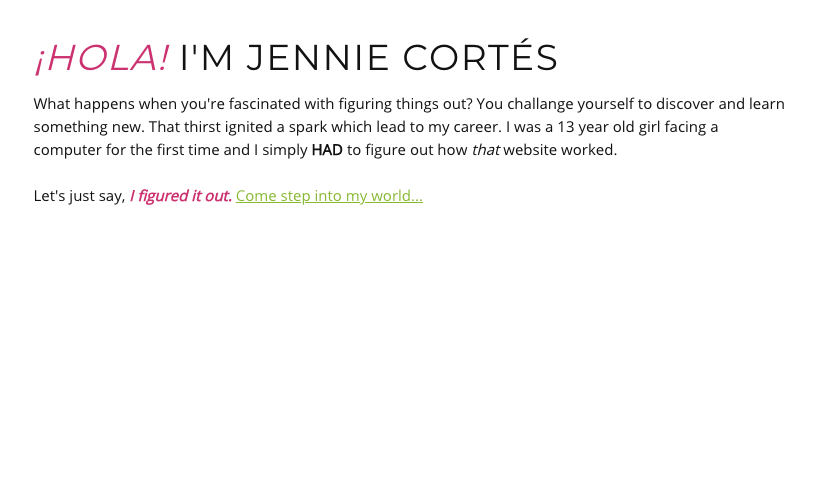 ¡HOLA! I'M JENNIE CORTÉS
What happens when you're fascinated with figuring things out? You challange yourself to discover and learn
something new. That thirst ignited a spark which lead to my career. I was a 13 year old girl facing a
computer for the first time and I simply HAD to figure out how that website worked.
Let's just say, I figured it out. Come step into my world...